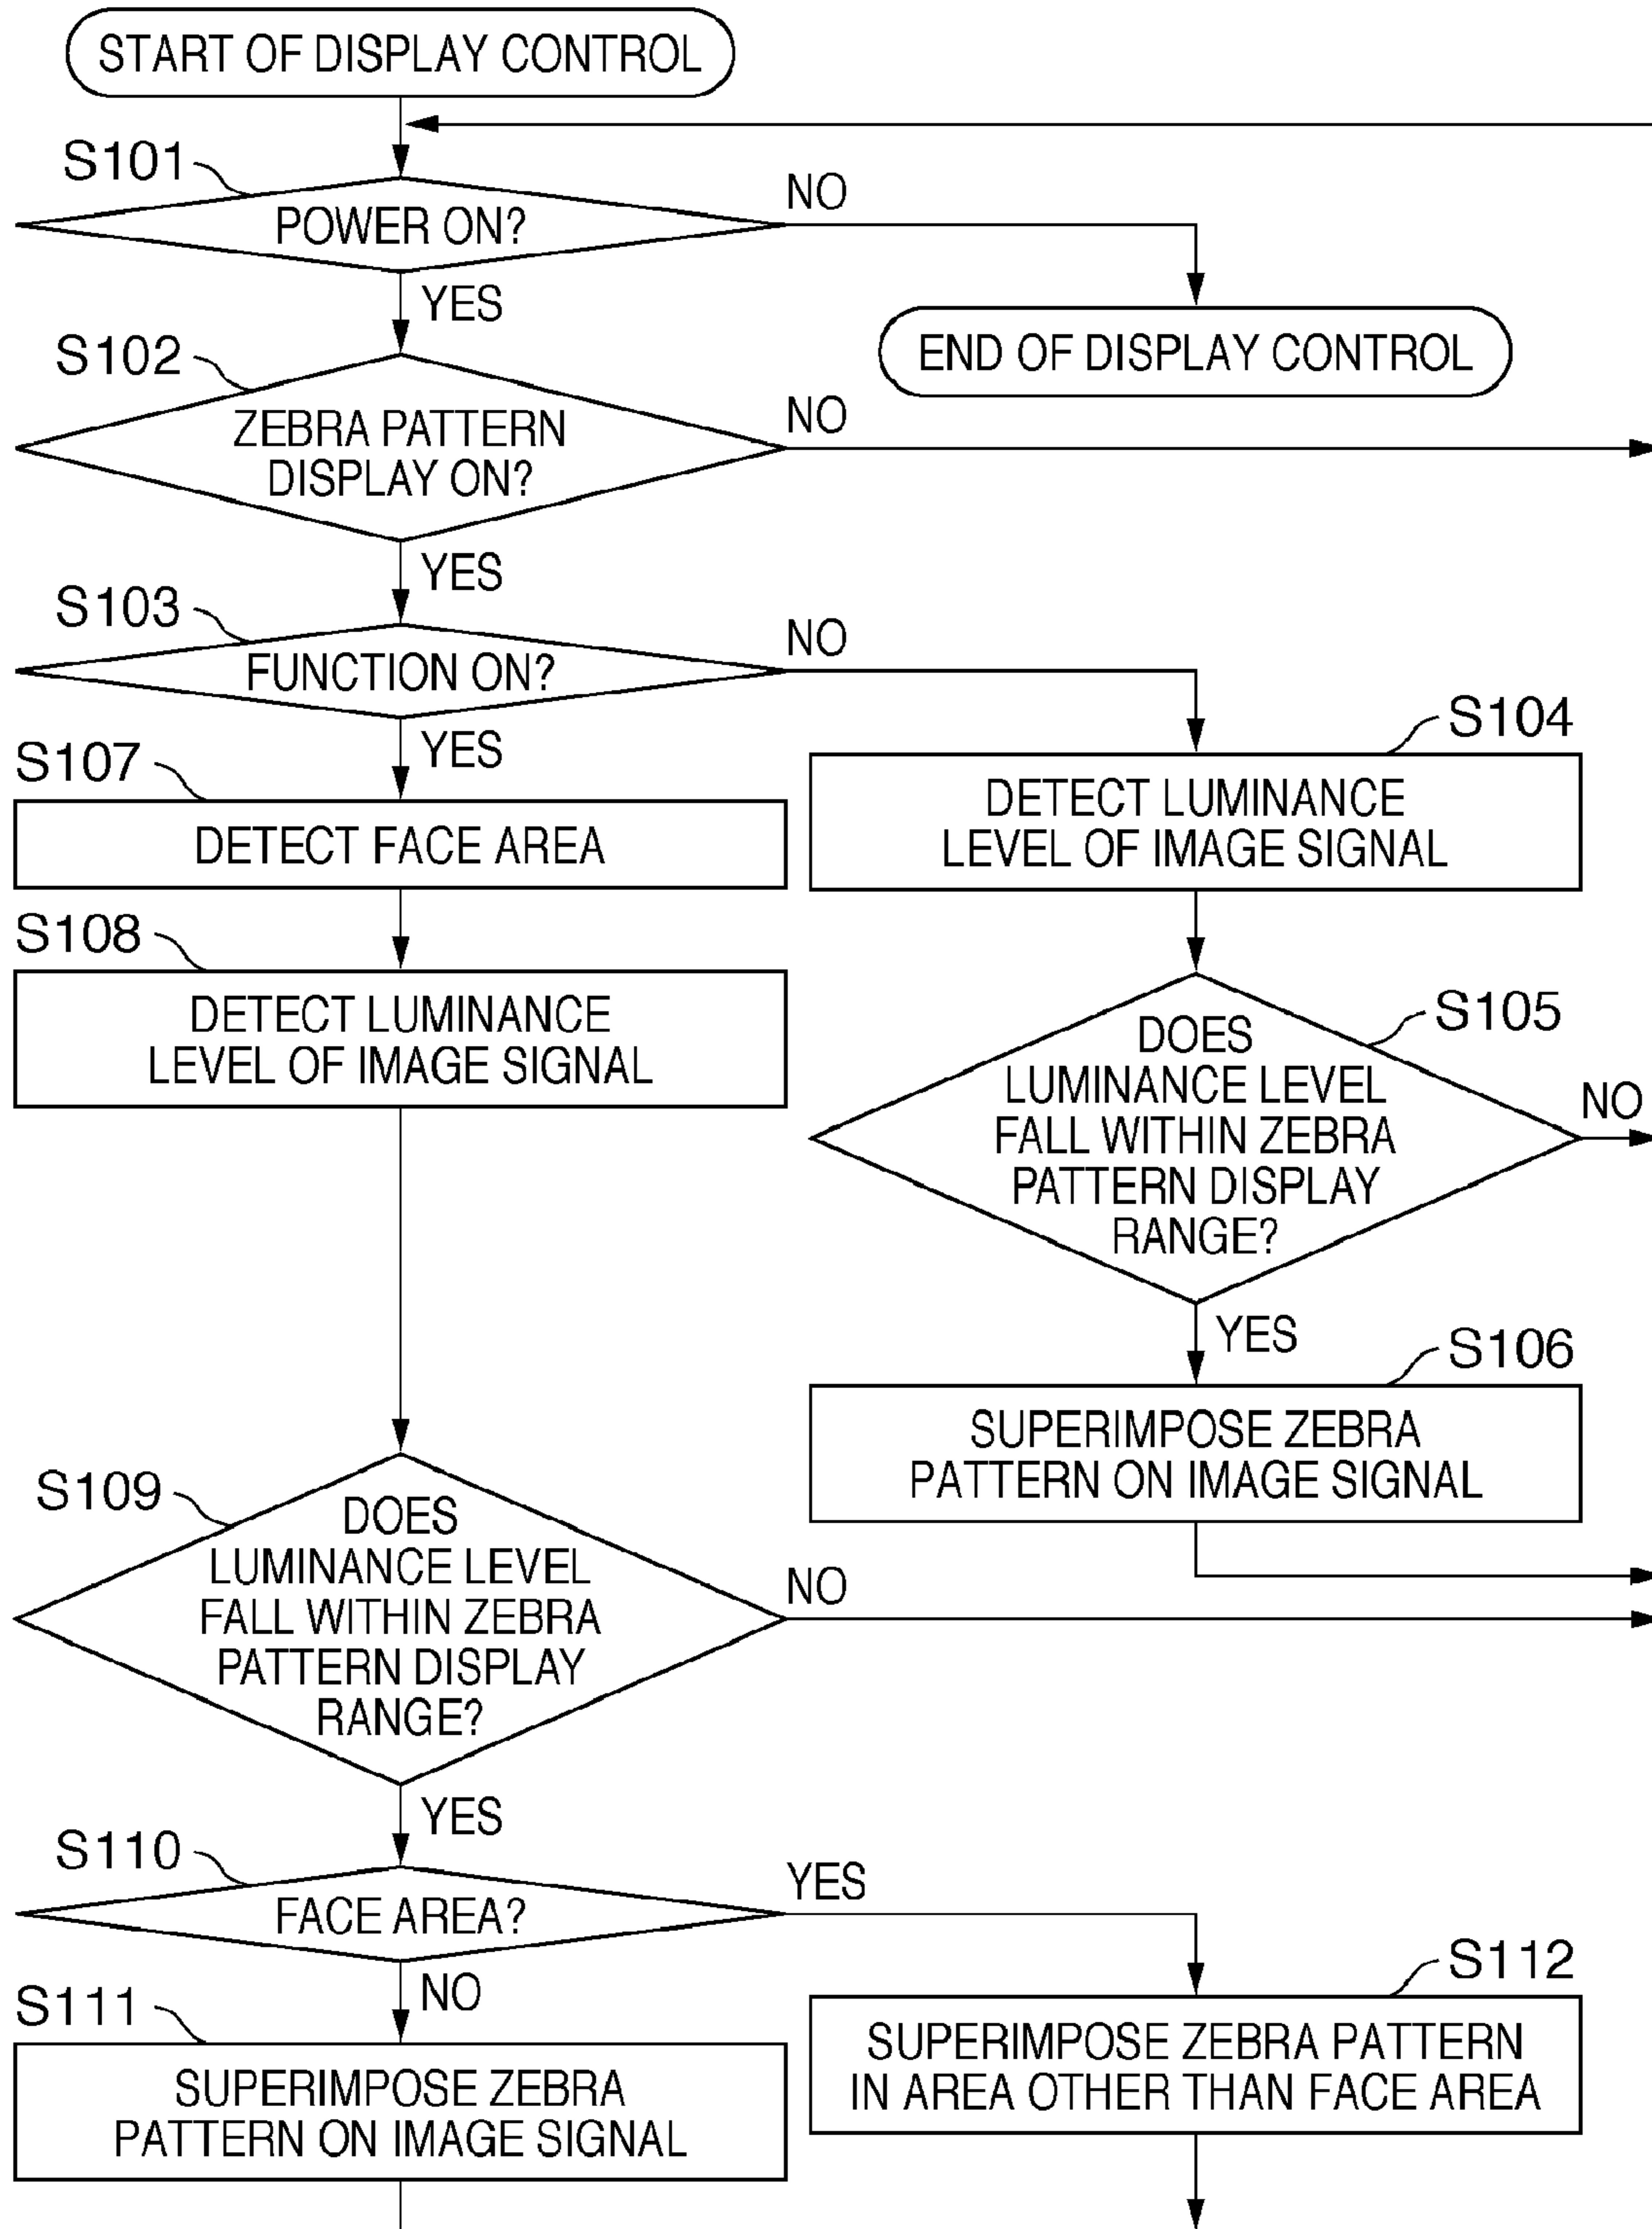 START OF DISPLAY CONTROL
S101
POWER ON?
NO
YES
END OF DISPLAY CONTROL
S102
ZEBRA PATTERN
DISPLAY ON?
NO
YES
S103
FUNCTION ON?
NO
YES
S104
DETECT LUMINANCE
LEVEL OF IMAGE SIGNAL
S107
DETECT FACE AREA
S108
DETECT LUMINANCE
LEVEL OF IMAGE SIGNAL
S105
DOES
LUMINANCE LEVEL
FALL WITHIN ZEBRA
PATTERN DISPLAY
RANGE?
NO
YES
S106
SUPERIMPOSE ZEBRA
PATTERN ON IMAGE SIGNAL
S109
DOES
LUMINANCE LEVEL
FALL WITHIN ZEBRA
PATTERN DISPLAY
RANGE?
NO
YES
S110
FACE AREA?
YES
NO
S112
SUPERIMPOSE ZEBRA PATTERN
IN AREA OTHER THAN FACE AREA
S111
SUPERIMPOSE ZEBRA
PATTERN ON IMAGE SIGNAL